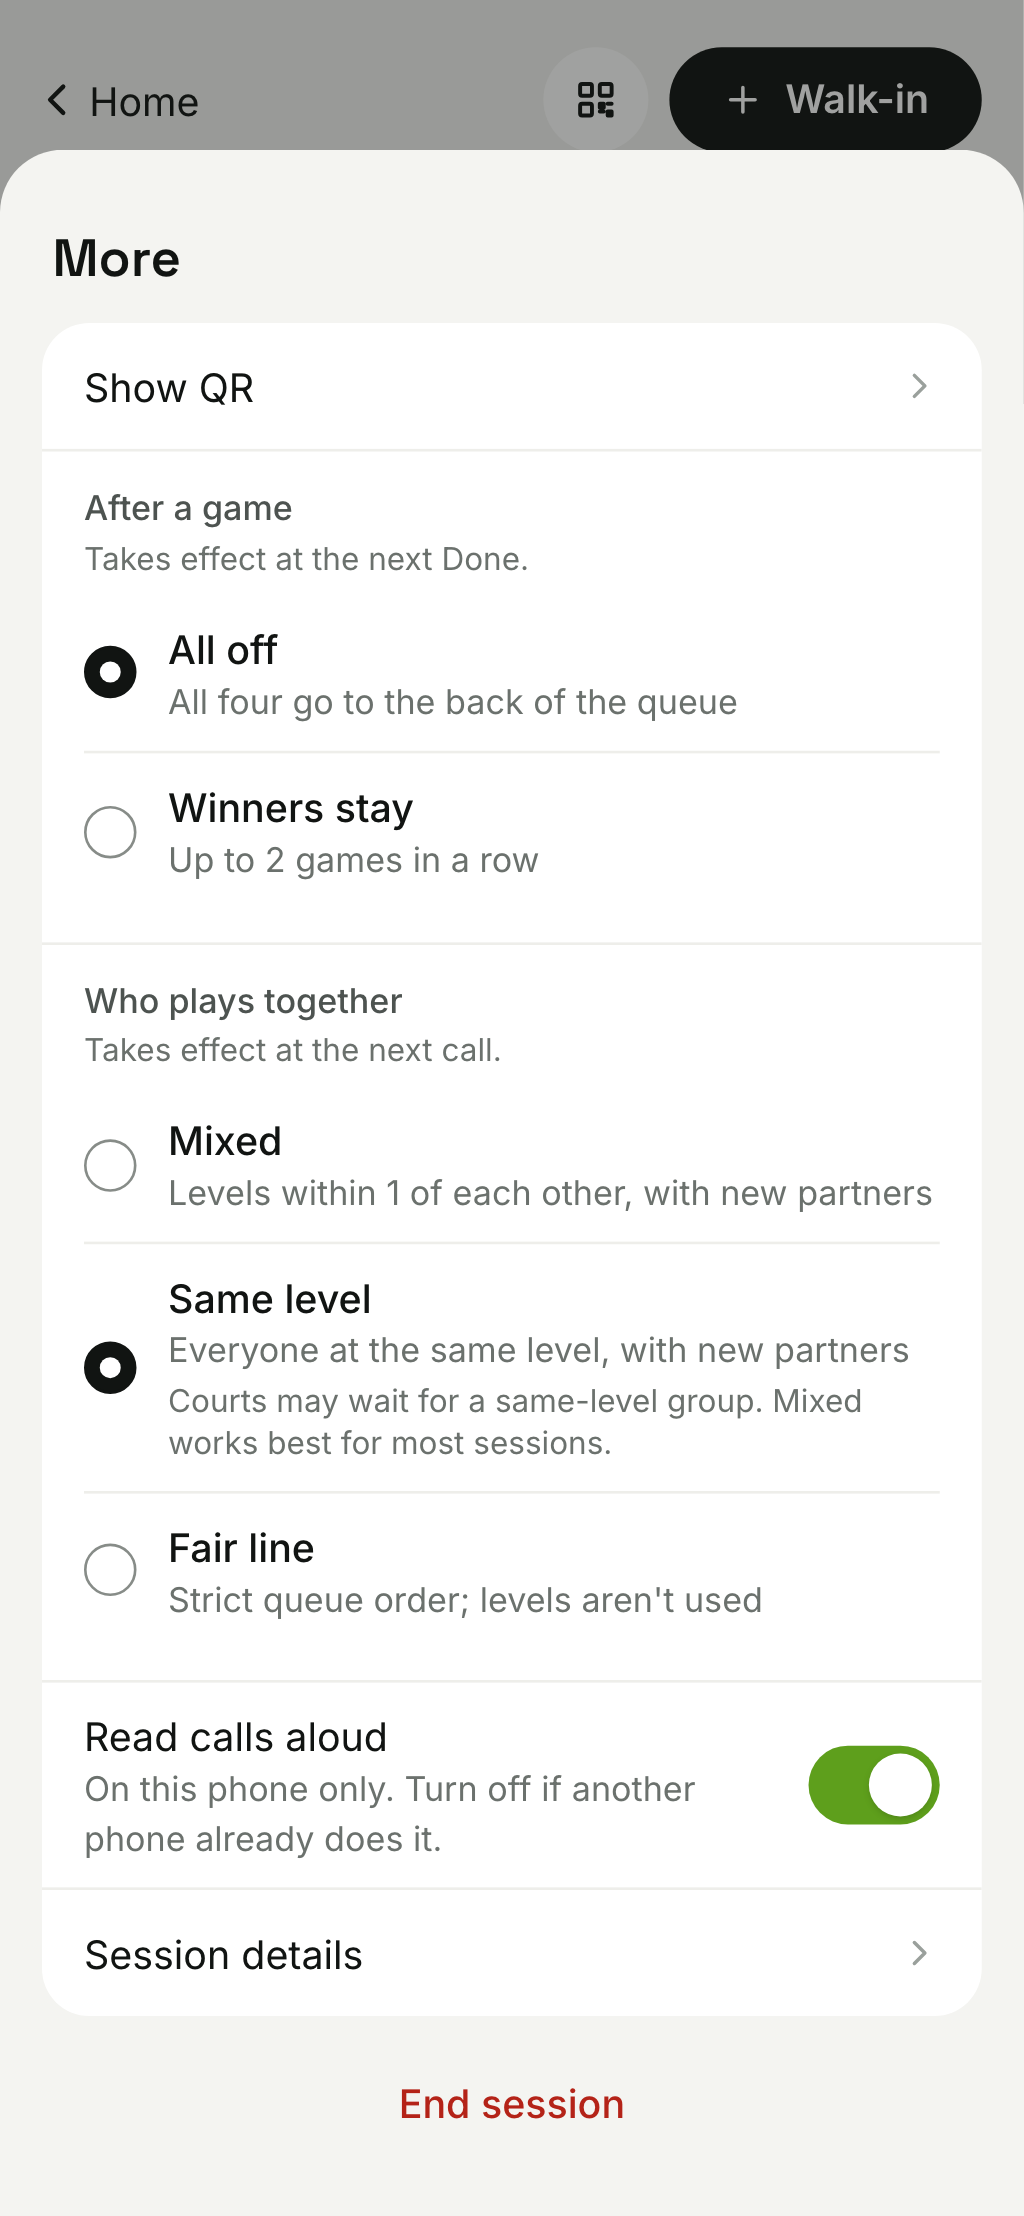 Home
Walk-in
More
Show QR
After a game
Takes effect at the next Done.
All off
All four go to the back of the queue
Winners stay
Up to 2 games in a row
Who plays together
Takes effect at the next call.
Mixed
Levels within 1 of each other, with new partners
Same level
Everyone at the same level, with new partners
Courts may wait for a same-level group. Mixed
works best for most sessions.
Fair line
Strict queue order; levels aren't used
Read calls aloud
On this phone only. Turn off if another
phone already does it.
Session details
End session